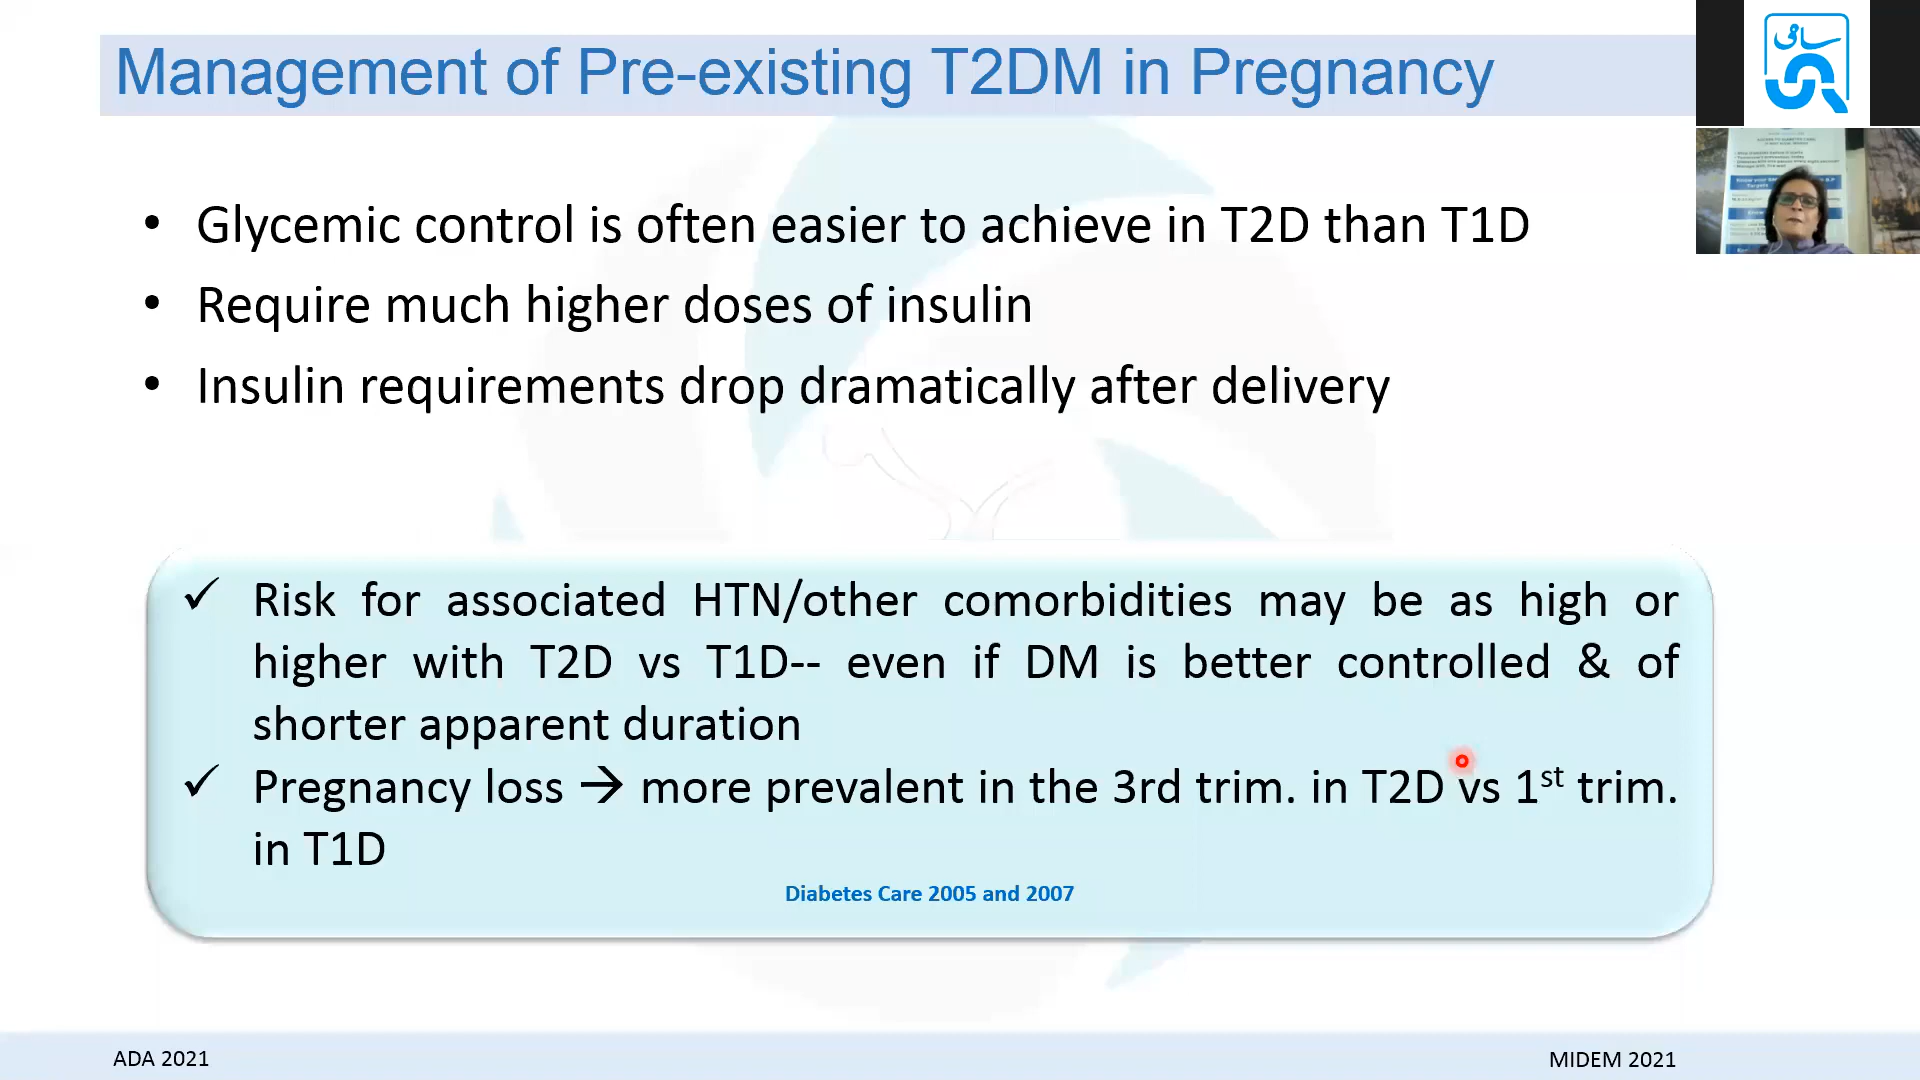 Management of Pre-existing T2DM in Pregnancy
ساقی
• Glycemic control is often easier to achieve in T2D than T1D
• Require much higher doses of insulin
• Insulin requirements drop dramatically after delivery
✓ Risk for associated HTN/other comorbidities may be as high or
higher with T2D vs T1D-- even if DM is better controlled & of
shorter apparent duration
✓ Pregnancy loss → more prevalent in the 3rd trim. in T2D vs 1st trim.
in T1D
Diabetes Care 2005 and 2007
ADA 2021
MIDEM 2021